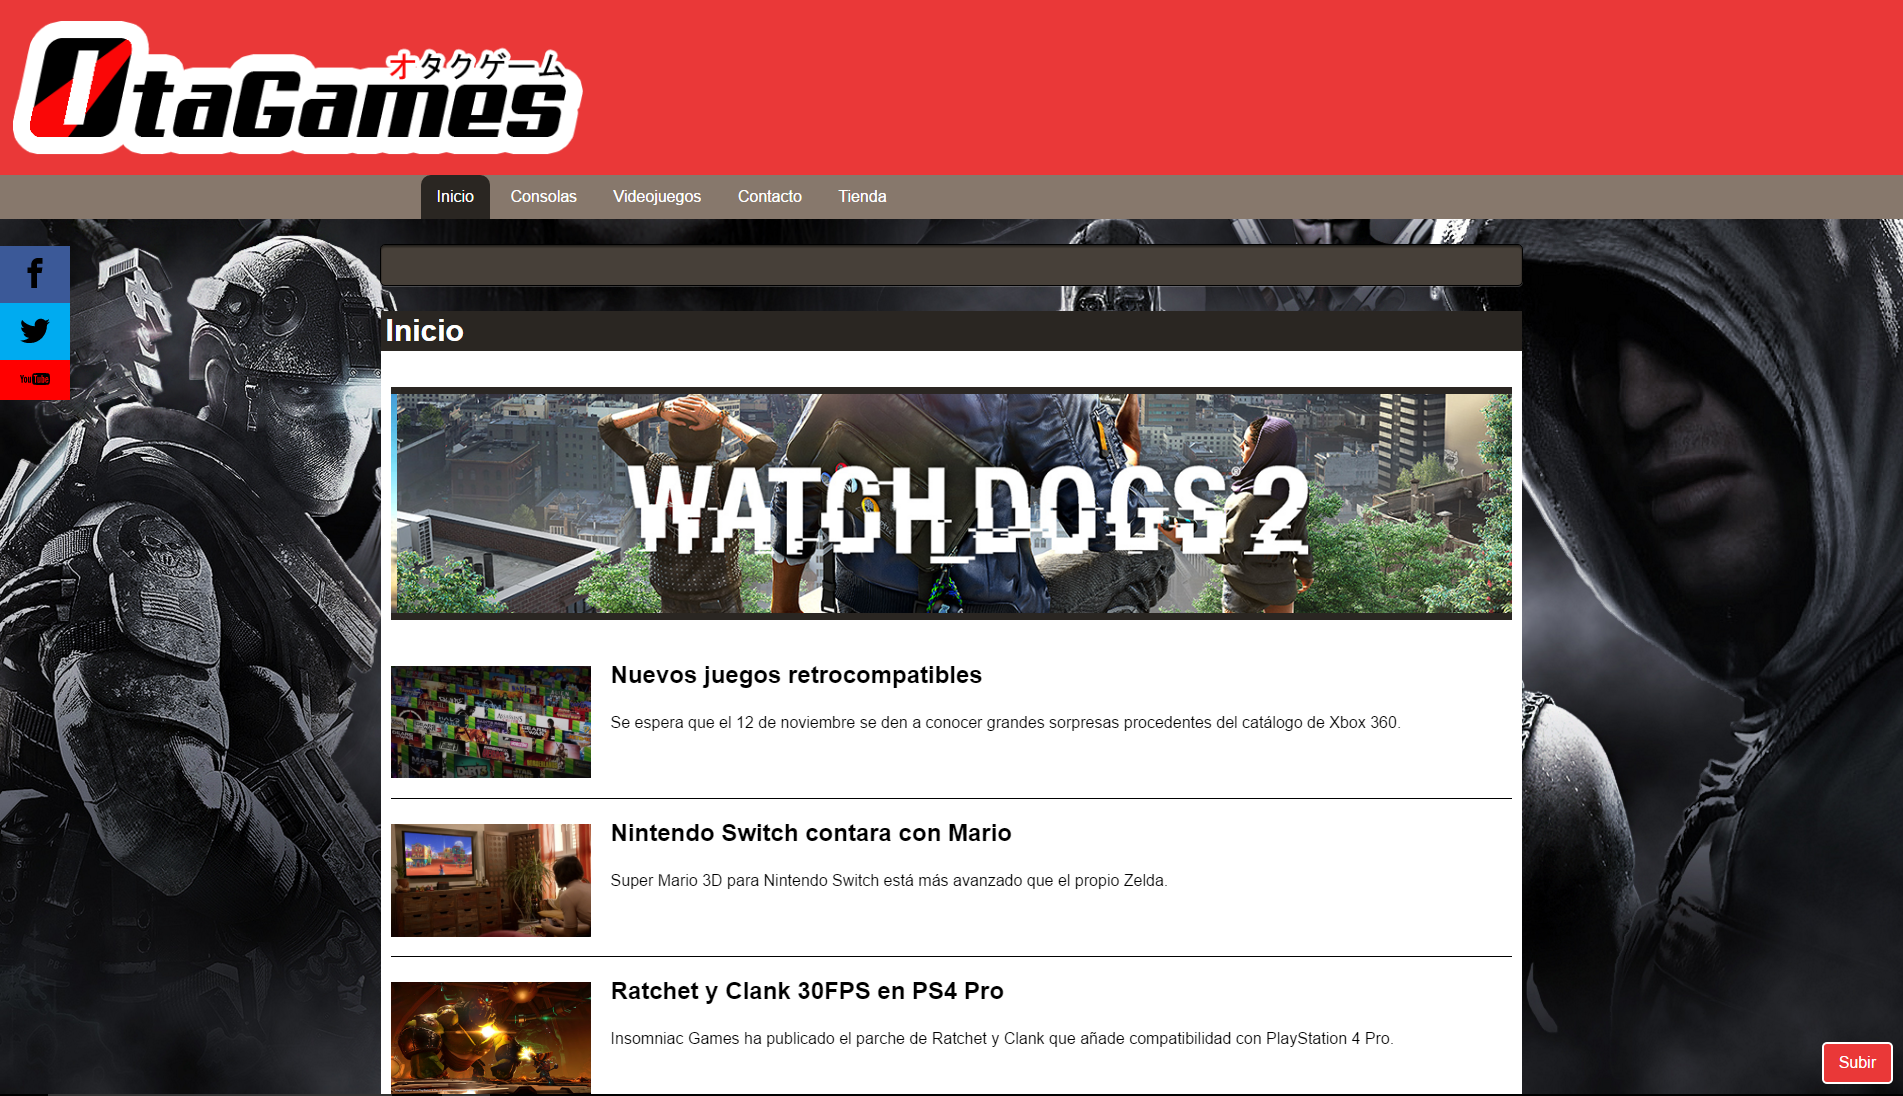 オタクゲーム
OtaGames
Inicio Consolas Videojuegos Contacto Tienda
YouTube
Inicio
WATCH_DOGS 2
Nuevos juegos retrocompatibles
Se espera que el 12 de noviembre se den a conocer grandes sorpresas procedentes del catálogo de Xbox 360.
Nintendo Switch contara con Mario
Super Mario 3D para Nintendo Switch está más avanzado que el propio Zelda.
Ratchet y Clank 30FPS en PS4 Pro
Insomniac Games ha publicado el parche de Ratchet y Clank que añade compatibilidad con PlayStation 4 Pro.
Subir